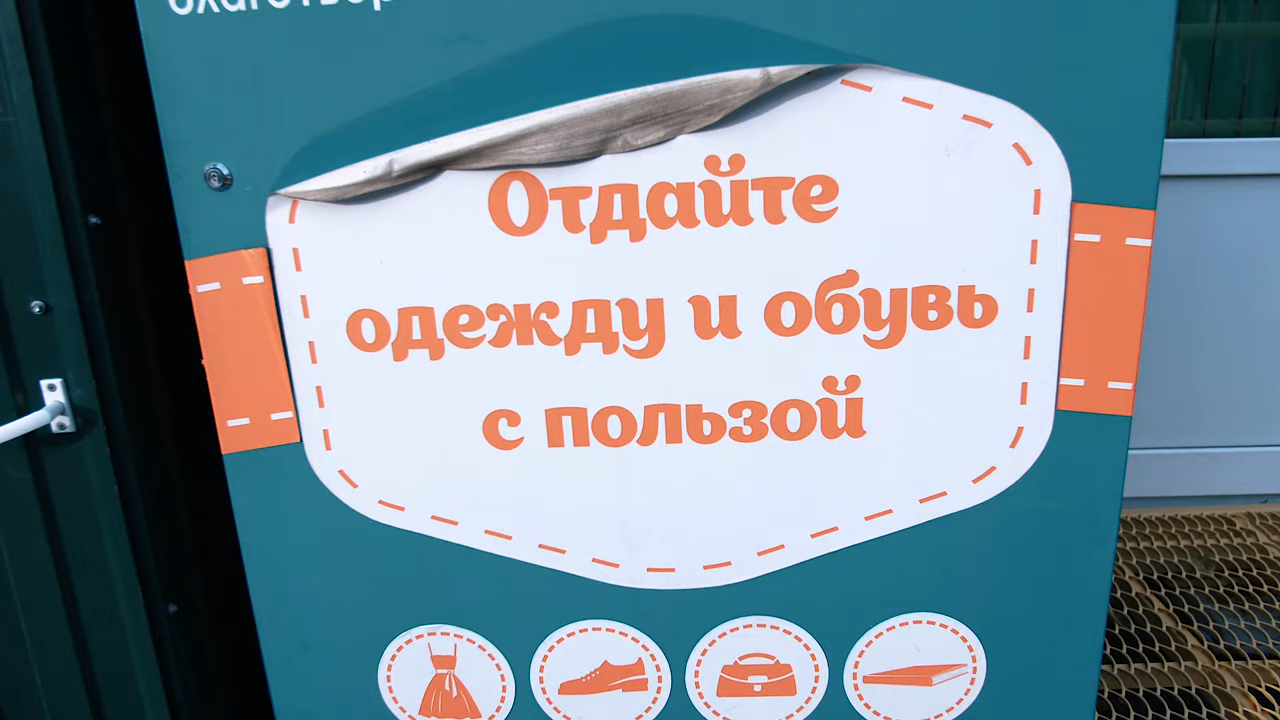 Отдайте
одежду и обувь
с пользой